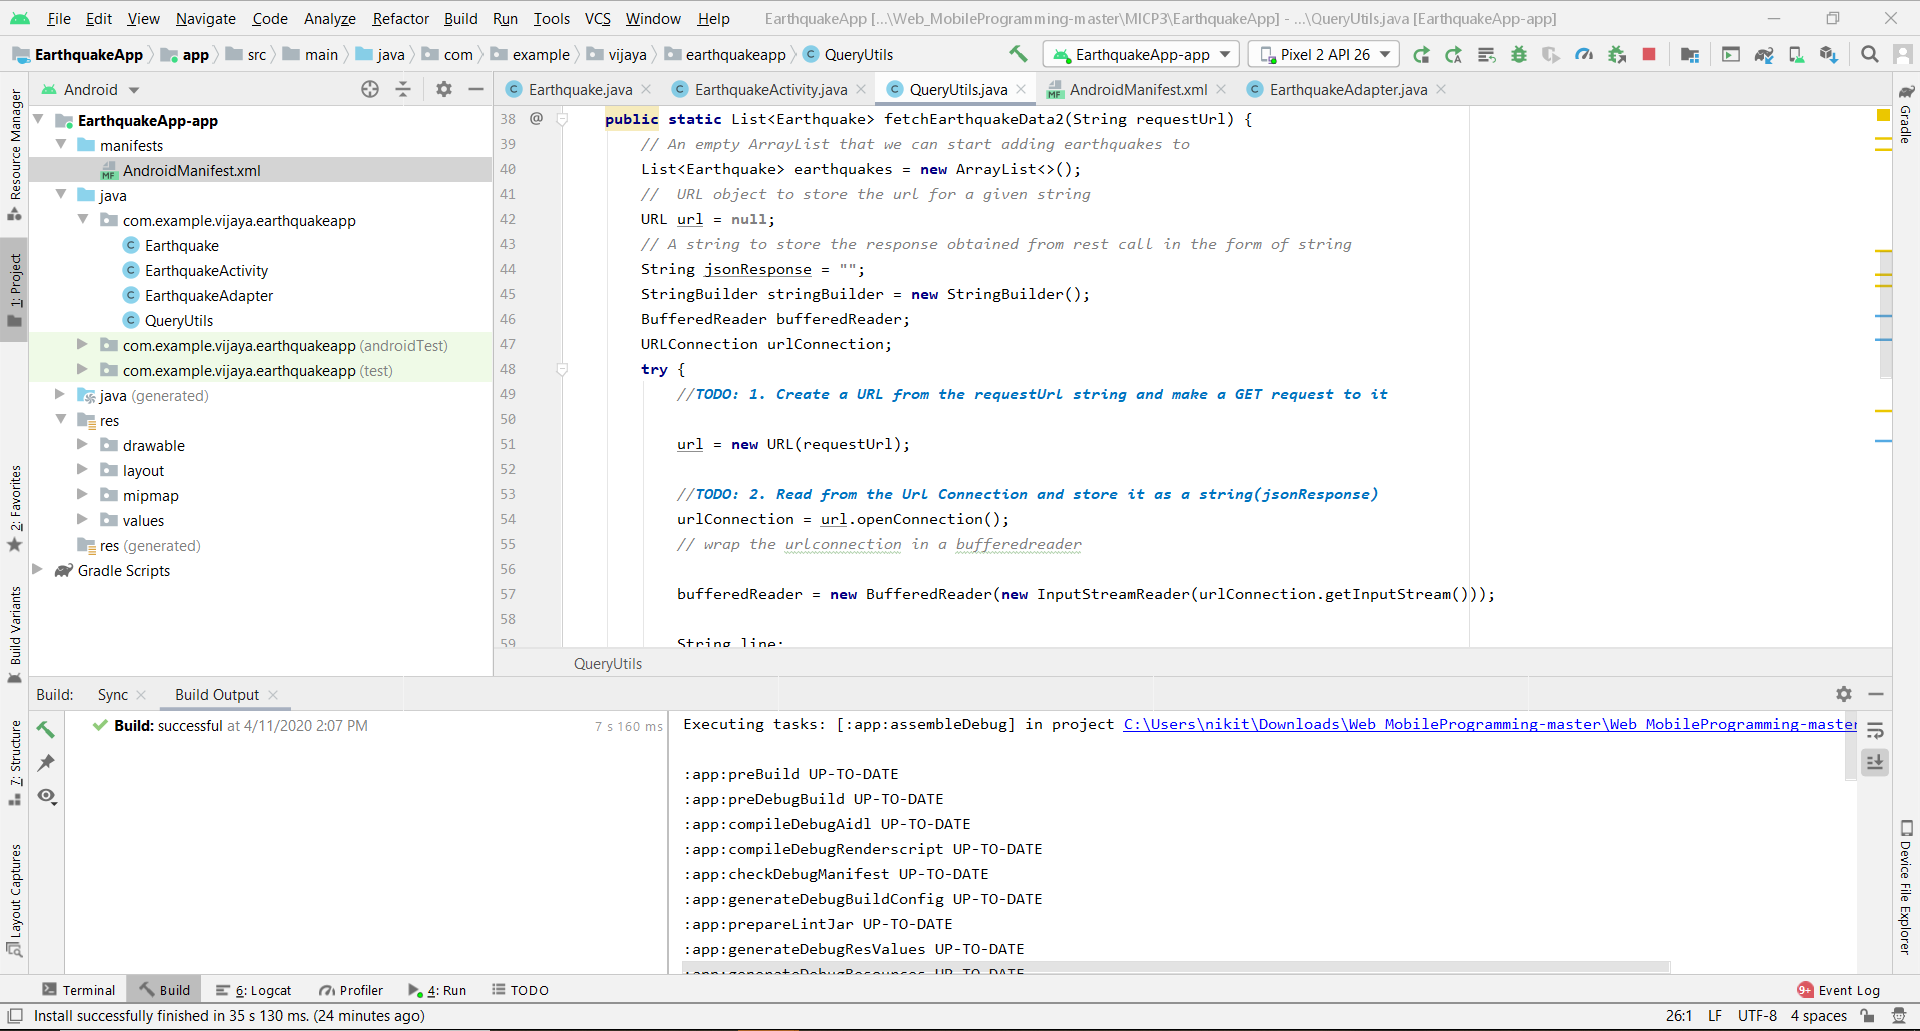 File Edit View Navigate Code Analyze Refactor Build Run Tools VCS Window Help EarthquakeApp [...\Web_MobileProgramming-master\MICP3\EarthquakeApp] - ...\QueryUtils.java [EarthquakeApp-app]
EarthquakeApp app src main java com example vijaya earthquakeapp QueryUtils EarthquakeApp-app Pixel 2 API 26
Android
Earthquake.java EarthquakeActivity.java QueryUtils.java AndroidManifest.xml EarthquakeAdapter.java
Resource Manager
1: Project
2: Favorites
Build Variants
7: Structure
Layout Captures
EarthquakeApp-app
manifests
AndroidManifest.xml
java
com.example.vijaya.earthquakeapp
Earthquake
EarthquakeActivity
EarthquakeAdapter
QueryUtils
com.example.vijaya.earthquakeapp (androidTest)
com.example.vijaya.earthquakeapp (test)
java (generated)
res
drawable
layout
mipmap
values
res (generated)
Gradle Scripts
38 @ public static List<Earthquake> fetchEarthquakeData2(String requestUrl) {
39 // An empty ArrayList that we can start adding earthquakes to
40 List<Earthquake> earthquakes = new ArrayList<>();
41 //  URL object to store the url for a given string
42 URL url = null;
43 // A string to store the response obtained from rest call in the form of string
44 String jsonResponse = "";
45 StringBuilder stringBuilder = new StringBuilder();
46 BufferedReader bufferedReader;
47 URLConnection urlConnection;
48 try {
49 //TODO: 1. Create a URL from the requestUrl string and make a GET request to it
50
51 url = new URL(requestUrl);
52
53 //TODO: 2. Read from the Url Connection and store it as a string(jsonResponse)
54 urlConnection = url.openConnection();
55 // wrap the urlconnection in a bufferedreader
56
57 bufferedReader = new BufferedReader(new InputStreamReader(urlConnection.getInputStream()));
58
59 String line;
QueryUtils
Gradle
Device File Explorer
Build: Sync Build Output
Build: successful at 4/11/2020 2:07 PM 7 s 160 ms
Executing tasks: [:app:assembleDebug] in project C:\Users\nikit\Downloads\Web_MobileProgramming-master\Web_MobileProgramming-master
:app:preBuild UP-TO-DATE
:app:preDebugBuild UP-TO-DATE
:app:compileDebugAidl UP-TO-DATE
:app:compileDebugRenderscript UP-TO-DATE
:app:checkDebugManifest UP-TO-DATE
:app:generateDebugBuildConfig UP-TO-DATE
:app:prepareLintJar UP-TO-DATE
:app:generateDebugResValues UP-TO-DATE
:app:generateDebugResources UP-TO-DATE
Terminal Build 6: Logcat Profiler 4: Run TODO 9+ Event Log
Install successfully finished in 35 s 130 ms. (24 minutes ago) 26:1 LF UTF-8 4 spaces